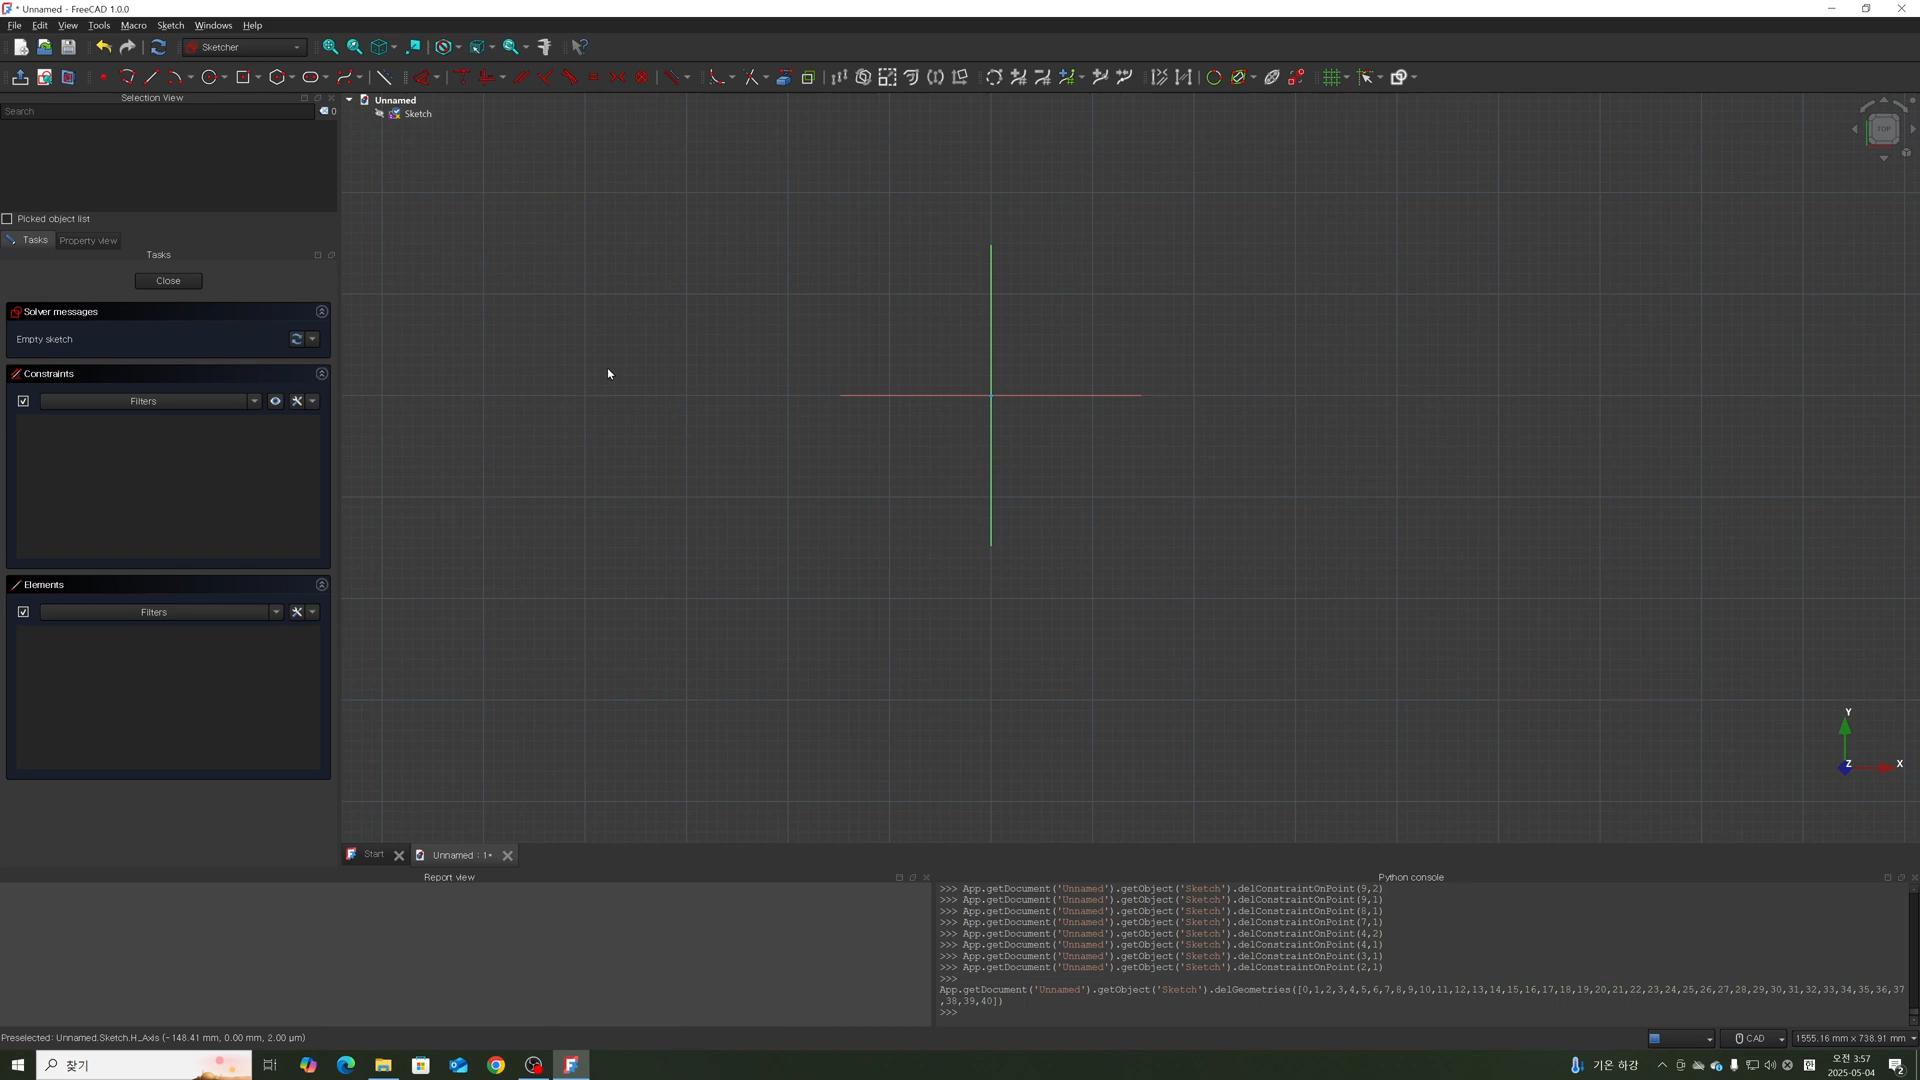 * Unnamed - FreeCAD 1.0.0
File Edit View Tools Macro Sketch Windows Help
Sketcher
Selection View
Search
0
Unnamed
Sketch
TOP
Picked object list
Tasks Property view
Tasks
Close
Solver messages
Empty sketch
Constraints
Filters
Elements
Filters
Y
Z
X
Start Unnamed : 1*
Report view
Python console
>>> App.getDocument('Unnamed').getObject('Sketch').delConstraintOnPoint(9,2)
>>> App.getDocument('Unnamed').getObject('Sketch').delConstraintOnPoint(9,1)
>>> App.getDocument('Unnamed').getObject('Sketch').delConstraintOnPoint(8,1)
>>> App.getDocument('Unnamed').getObject('Sketch').delConstraintOnPoint(7,1)
>>> App.getDocument('Unnamed').getObject('Sketch').delConstraintOnPoint(4,2)
>>> App.getDocument('Unnamed').getObject('Sketch').delConstraintOnPoint(4,1)
>>> App.getDocument('Unnamed').getObject('Sketch').delConstraintOnPoint(3,1)
>>> App.getDocument('Unnamed').getObject('Sketch').delConstraintOnPoint(2,1)
>>>
App.getDocument('Unnamed').getObject('Sketch').delGeometries([0,1,2,3,4,5,6,7,8,9,10,11,12,13,14,15,16,17,18,19,20,21,22,23,24,25,26,27,28,29,30,31,32,33,34,35,36,37
,38,39,40])
>>>
Preselected: Unnamed.Sketch.H_Axis (-148.41 mm, 0.00 mm, 2.00 µm)
CAD
1555.16 mm x 738.91 mm
찾기
기온 하강
한
오전 3:57
2025-05-04
2